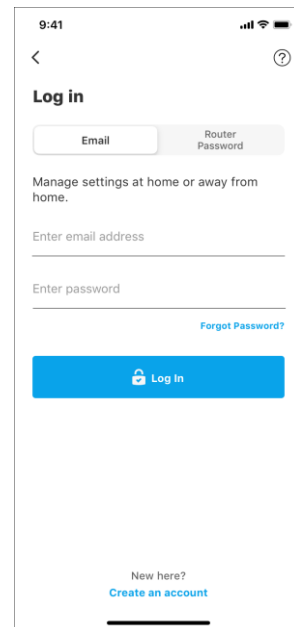 9:41
Log in
Email
Router
Password
Manage settings at home or away from
home.
Enter email address
Enter password
Forgot Password?
Log In
New here?
Create an account